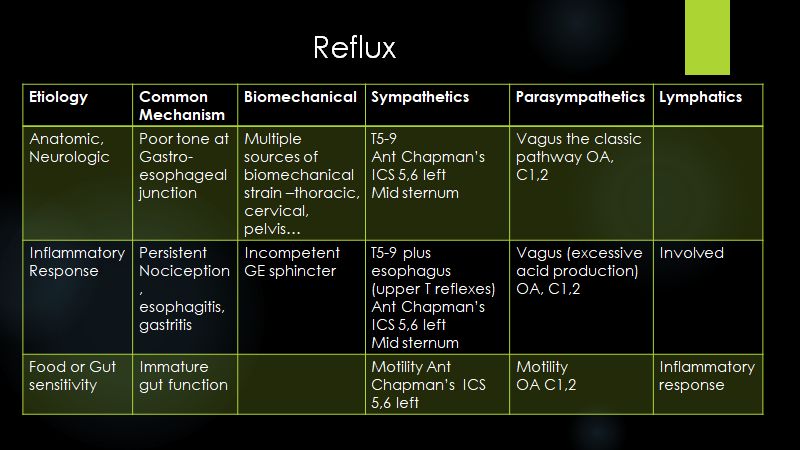 Reflux
Etiology
Common
Mechanism
Biomechanical
Sympathetics
Parasympathetics
Lymphatics
Anatomic,
Neurologic
Poor tone at
Gastro-
esophageal
junction
Multiple
sources of
biomechanical
strain –thoracic,
cervical,
pelvis…
T5-9
Ant Chapman’s
ICS 5,6 left
Mid sternum
Vagus the classic
pathway OA,
C1,2
Inflammatory
Response
Persistent
Nociception
,
esophagitis,
gastritis
Incompetent
GE sphincter
T5-9 plus
esophagus
(upper T reflexes)
Ant Chapman’s
ICS 5,6 left
Mid sternum
Vagus (excessive
acid production)
OA, C1,2
Involved
Food or Gut
sensitivity
Immature
gut function
Motility Ant
Chapman’s ICS
5,6 left
Motility
OA C1,2
Inflammatory
response